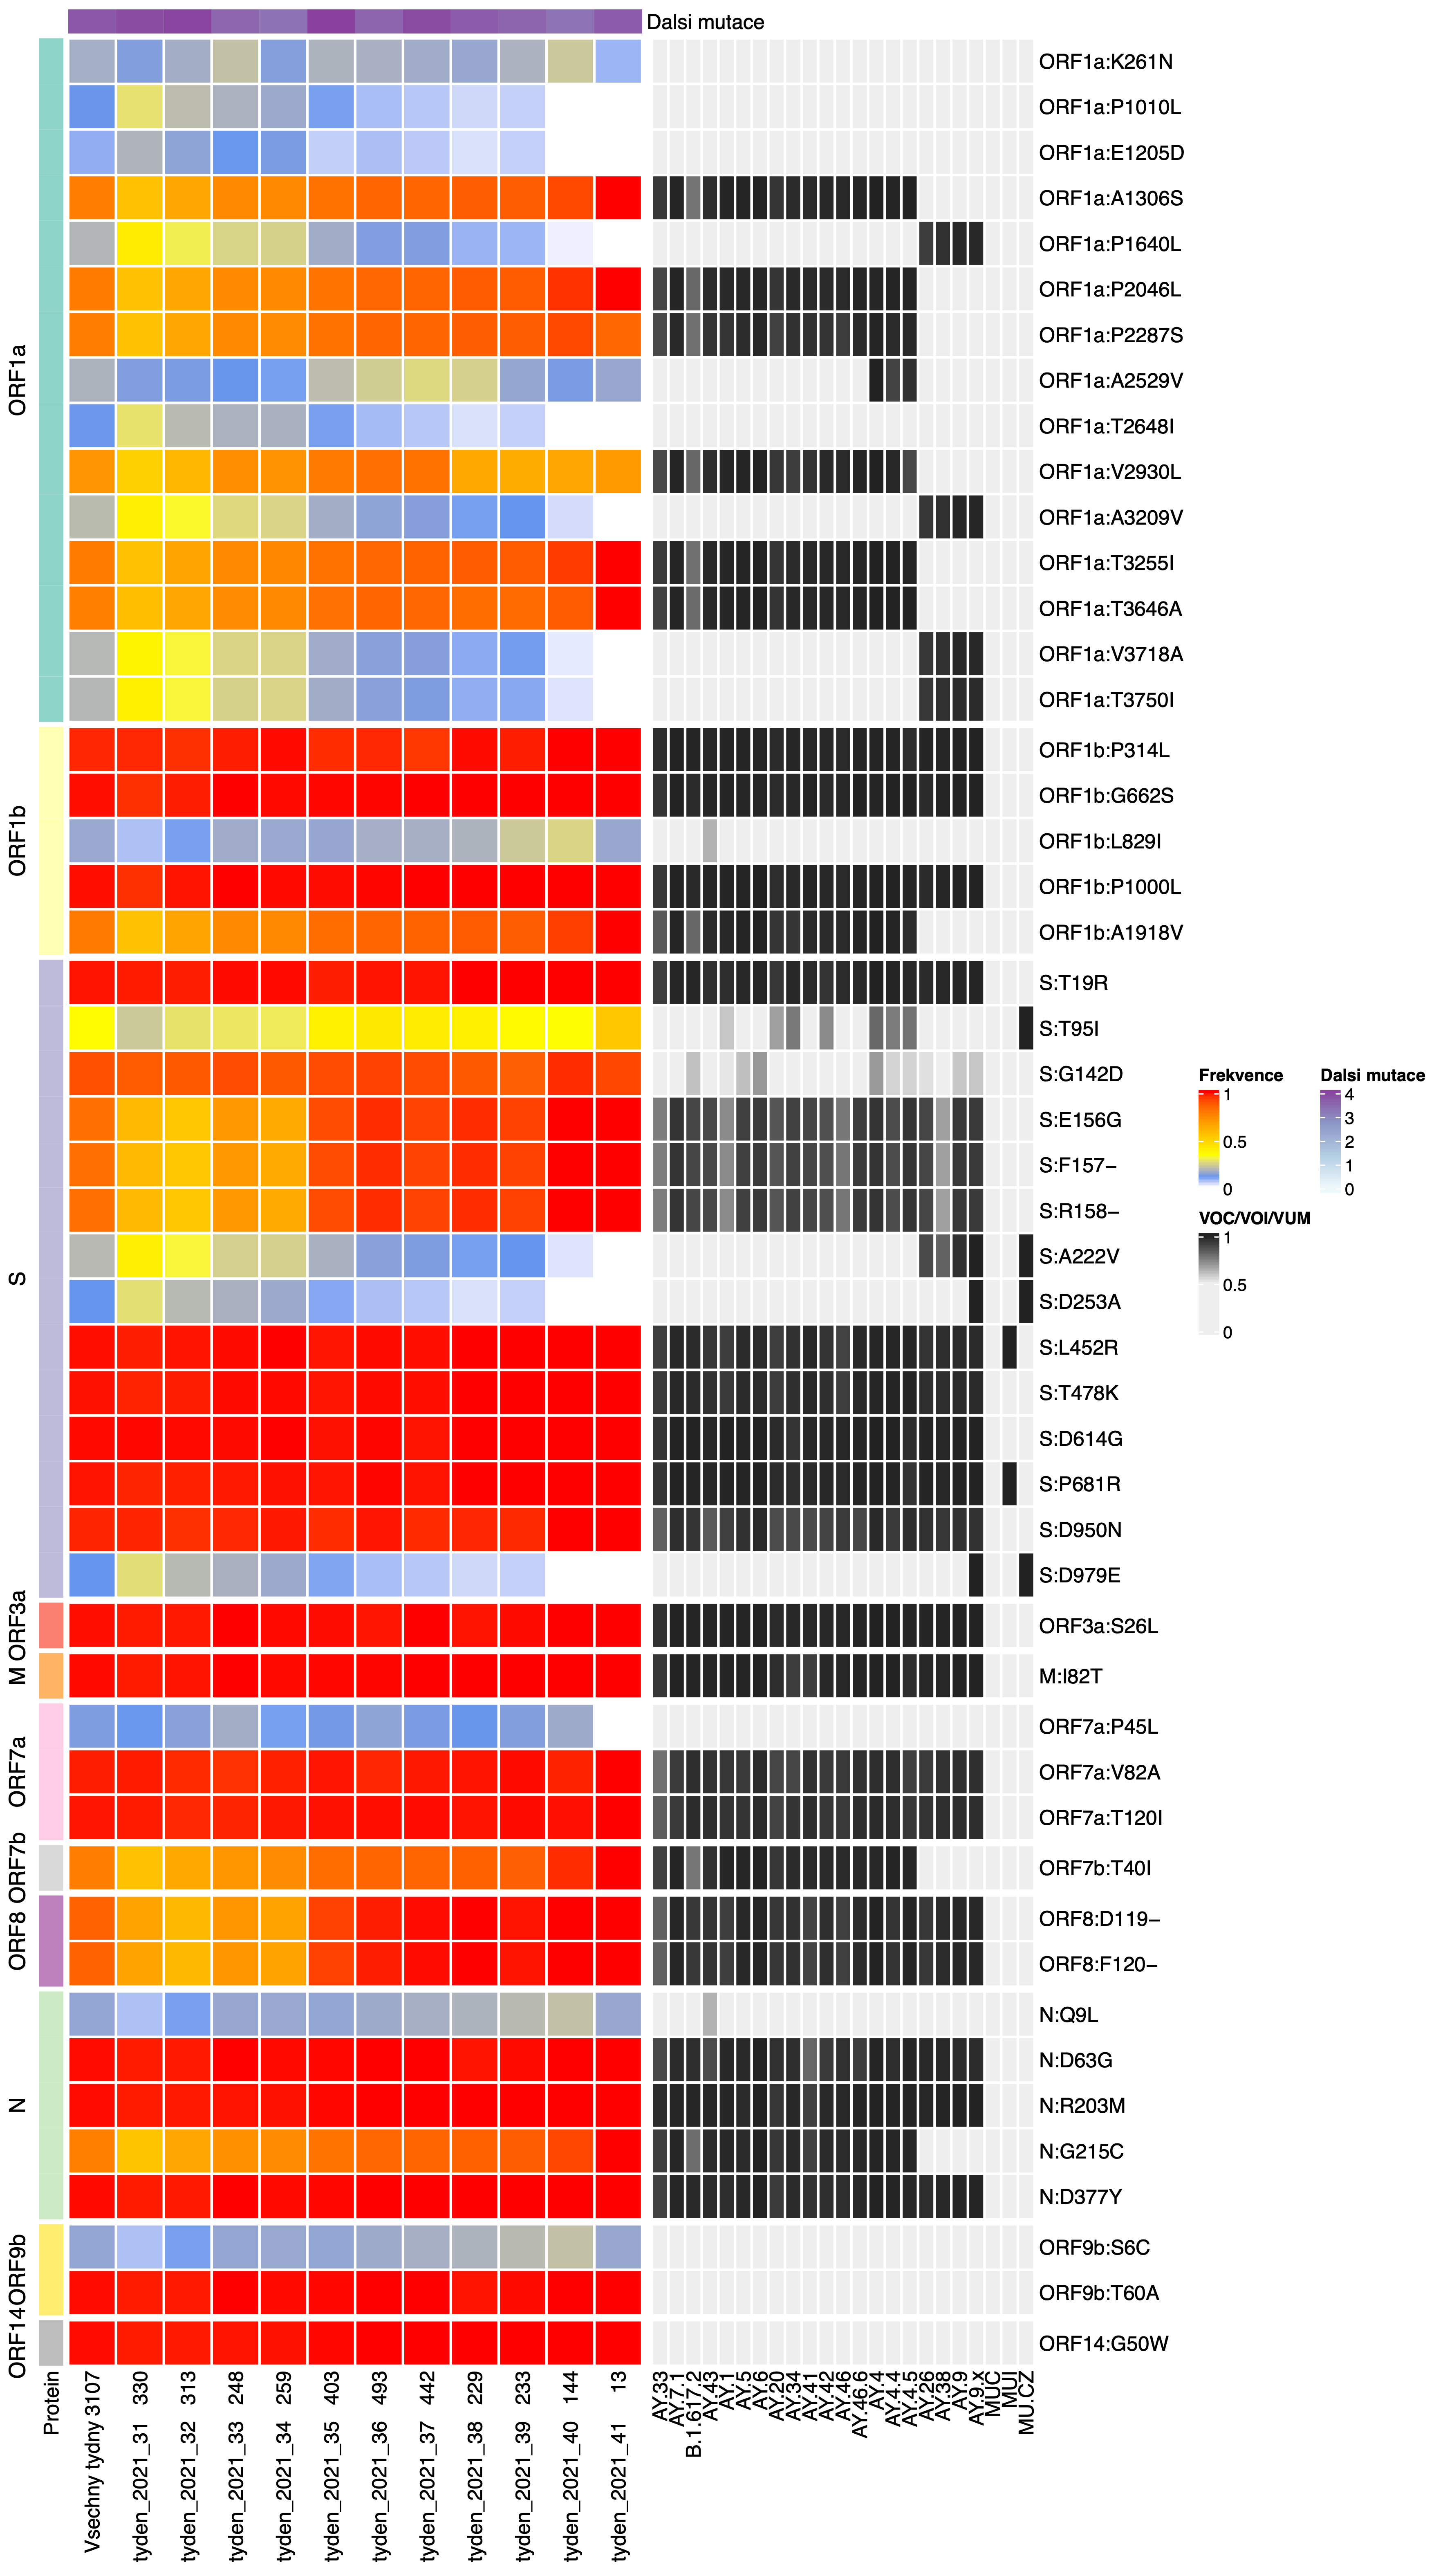 Dalsi mutace
ORF1a
ORF1a:K261N
ORF1a:P1010L
ORF1a:E1205D
ORF1a:A1306S
ORF1a:P1640L
ORF1a:P2046L
ORF1a:P2287S
ORF1a:A2529V
ORF1a:T2648I
ORF1a:V2930L
ORF1a:A3209V
ORF1a:T3255I
ORF1a:T3646A
ORF1a:V3718A
ORF1a:T3750I
ORF1b
ORF1b:P314L
ORF1b:G662S
ORF1b:L829I
ORF1b:P1000L
ORF1b:A1918V
S
S:T19R
S:T95I
S:G142D
S:E156G
S:F157−
S:R158−
S:A222V
S:D253A
S:L452R
S:T478K
S:D614G
S:P681R
S:D950N
S:D979E
ORF3a
ORF3a:S26L
M
M:I82T
ORF7a
ORF7a:P45L
ORF7a:V82A
ORF7a:T120I
ORF7b
ORF7b:T40I
ORF8
ORF8:D119−
ORF8:F120−
N
N:Q9L
N:D63G
N:R203M
N:G215C
N:D377Y
ORF9b
ORF9b:S6C
ORF9b:T60A
ORF14
ORF14:G50W
Protein
Vsechny tydny 3107
tyden_2021_31 330
tyden_2021_32 313
tyden_2021_33 248
tyden_2021_34 259
tyden_2021_35 403
tyden_2021_36 493
tyden_2021_37 442
tyden_2021_38 229
tyden_2021_39 233
tyden_2021_40 144
tyden_2021_41 13
AY.33
AY.7.1
B.1.617.2
AY.43
AY.1
AY.5
AY.6
AY.20
AY.34
AY.41
AY.42
AY.46
AY.46.6
AY.4
AY.4.4
AY.4.5
AY.26
AY.38
AY.9
AY.9.x
MUC
MUI
MU.CZ
Frekvence
1
0.5
0
Dalsi mutace
4
3
2
1
0
VOC/VOI/VUM
1
0.5
0